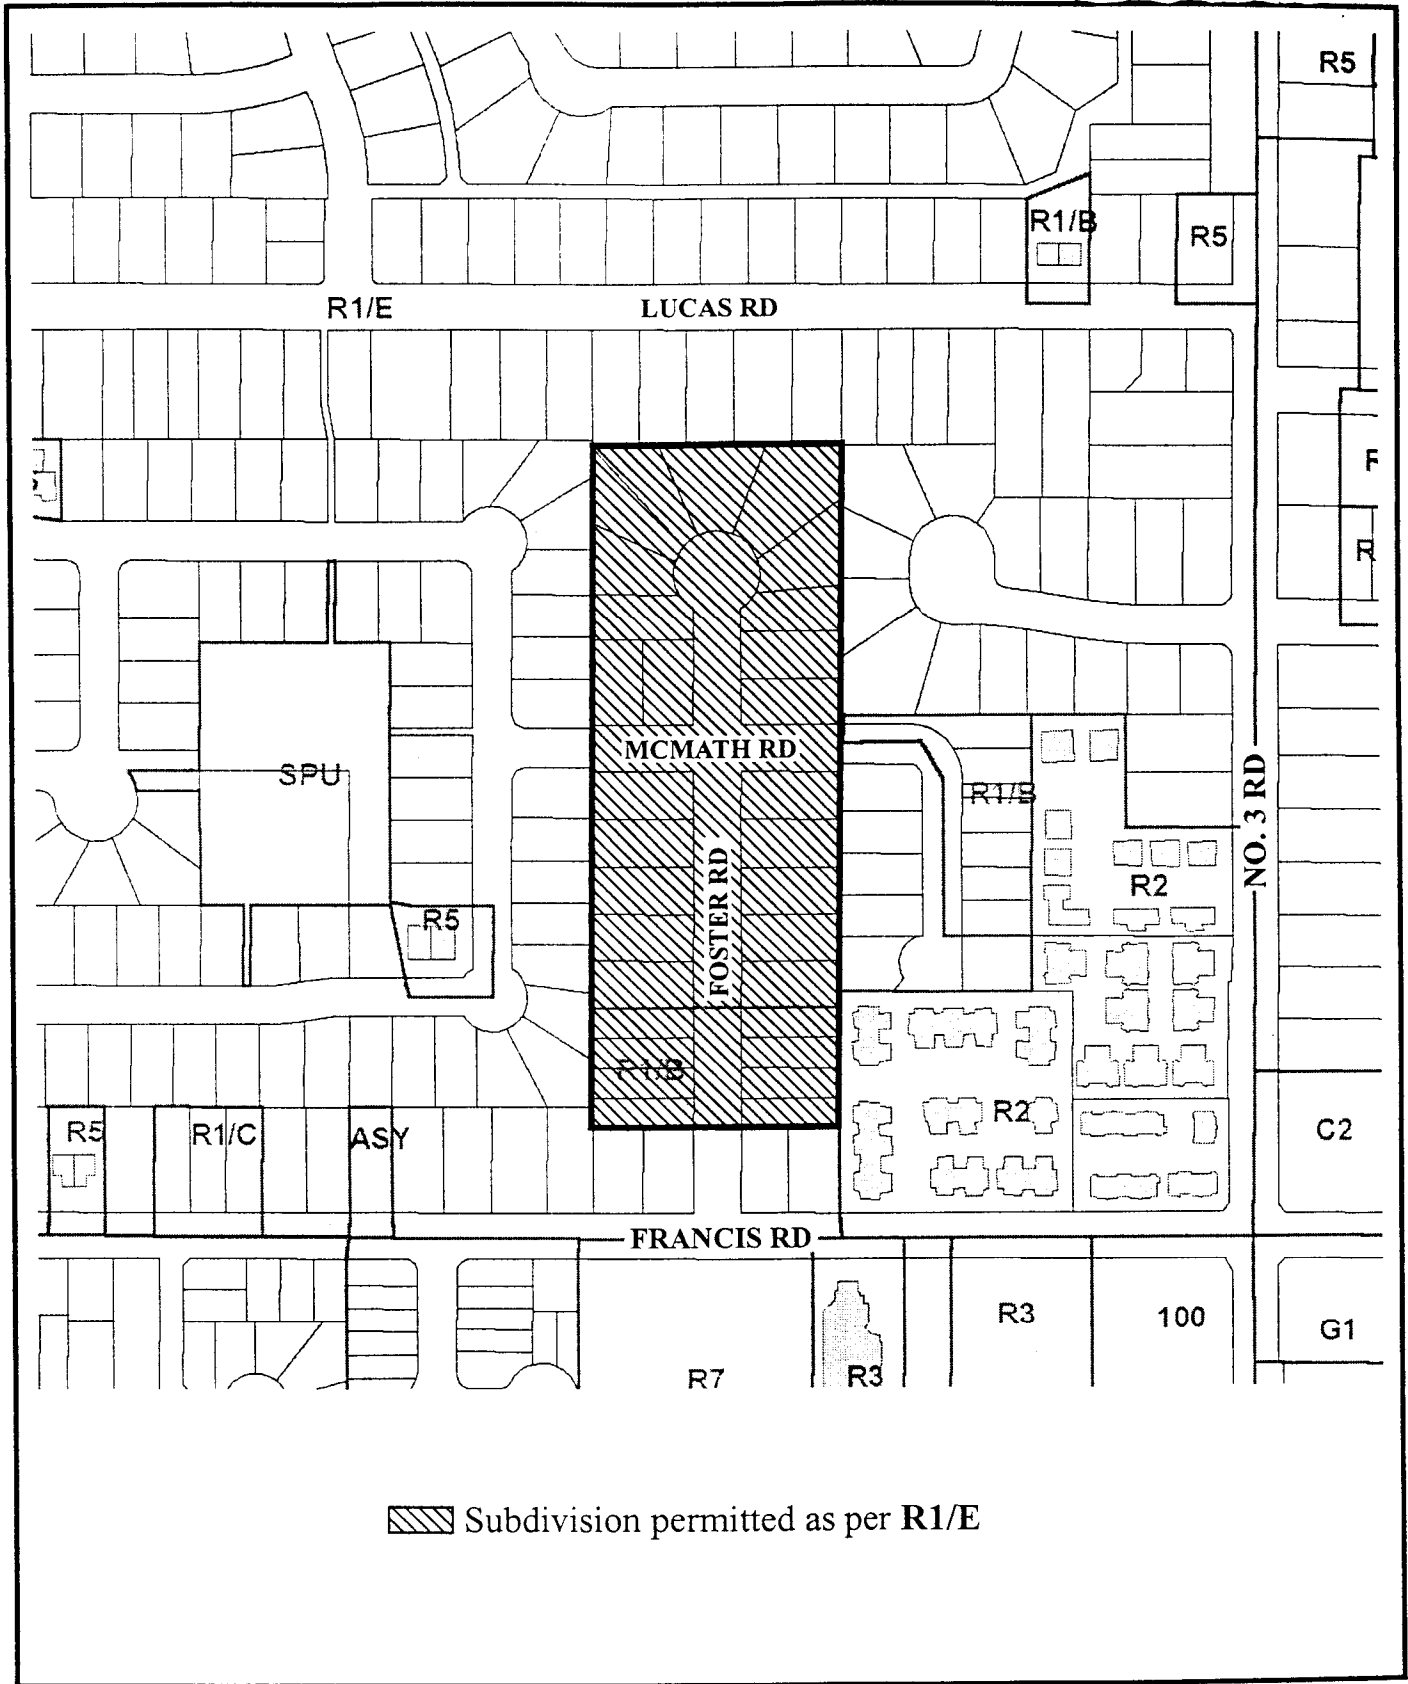 R5
R1/B
R5
R1/E
LUCAS RD
R
MCMATH RD
SPU
R1/B
NO. 3 RD
R2
FOSTER RD
R5
R1/B
R5
R1/C
ASY
R2
C2
FRANCIS RD
R3
100
G1
R7
R3
Subdivision permitted as per R1/E